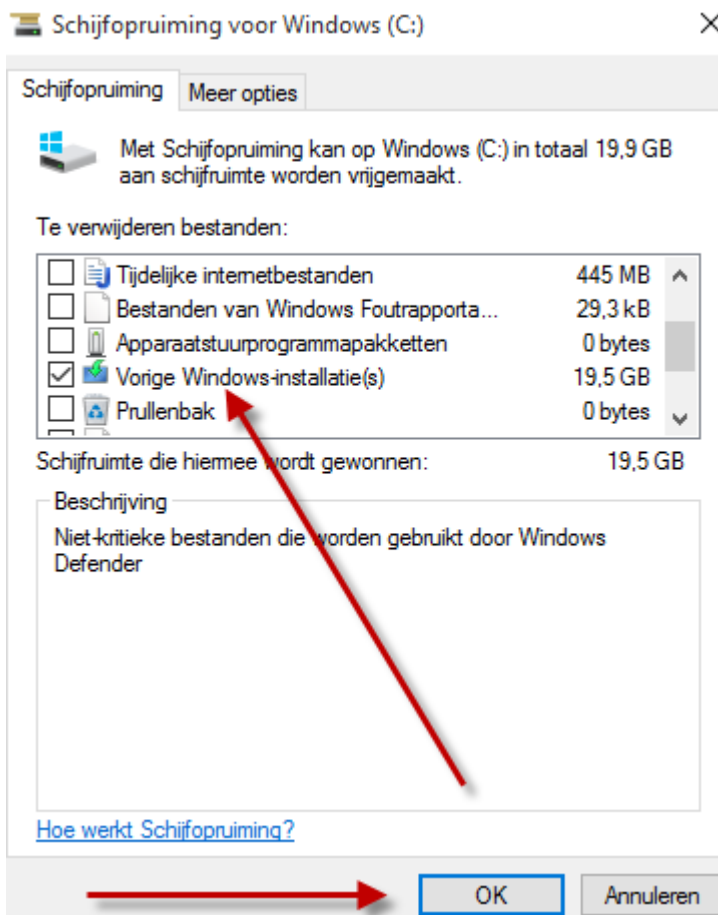 Schijfopruiming voor Windows (C:)
Schijfopruiming
Meer opties
Met Schijfopruiming kan op Windows (C:) in totaal 19,9 GB
aan schijfruimte worden vrijgemaakt.
Te verwijderen bestanden:
Tijdelijke internetbestanden 445 MB
Bestanden van Windows Foutrapporta... 29,3 kB
Apparaatstuurprogrammapakketten 0 bytes
Vorige Windows-installatie(s) 19,5 GB
Prullenbak 0 bytes
Schijfruimte die hiermee wordt gewonnen: 19,5 GB
Beschrijving
Niet-kritieke bestanden die worden gebruikt door Windows
Defender
Hoe werkt Schijfopruiming?
OK
Annuleren